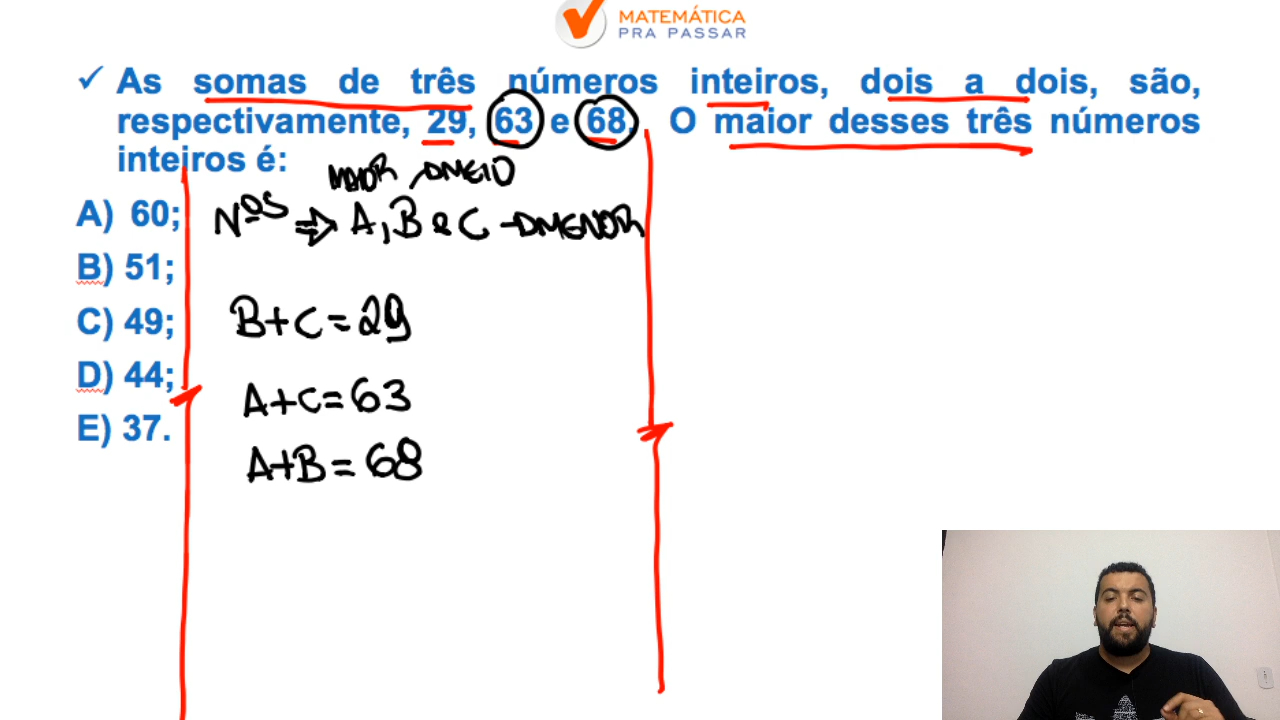 MATEMÁTICA
PRA PASSAR
✓ As somas de três números inteiros, dois a dois, são,
respectivamente, 29, 63 e 68. O maior desses três números
inteiros é:
MAIOR MEIO
A) 60; Nºs ⇒ A, B e C → MENOR
B) 51;
B+C=29
C) 49;
D) 44;
A+C=63
E) 37.
A+B=68